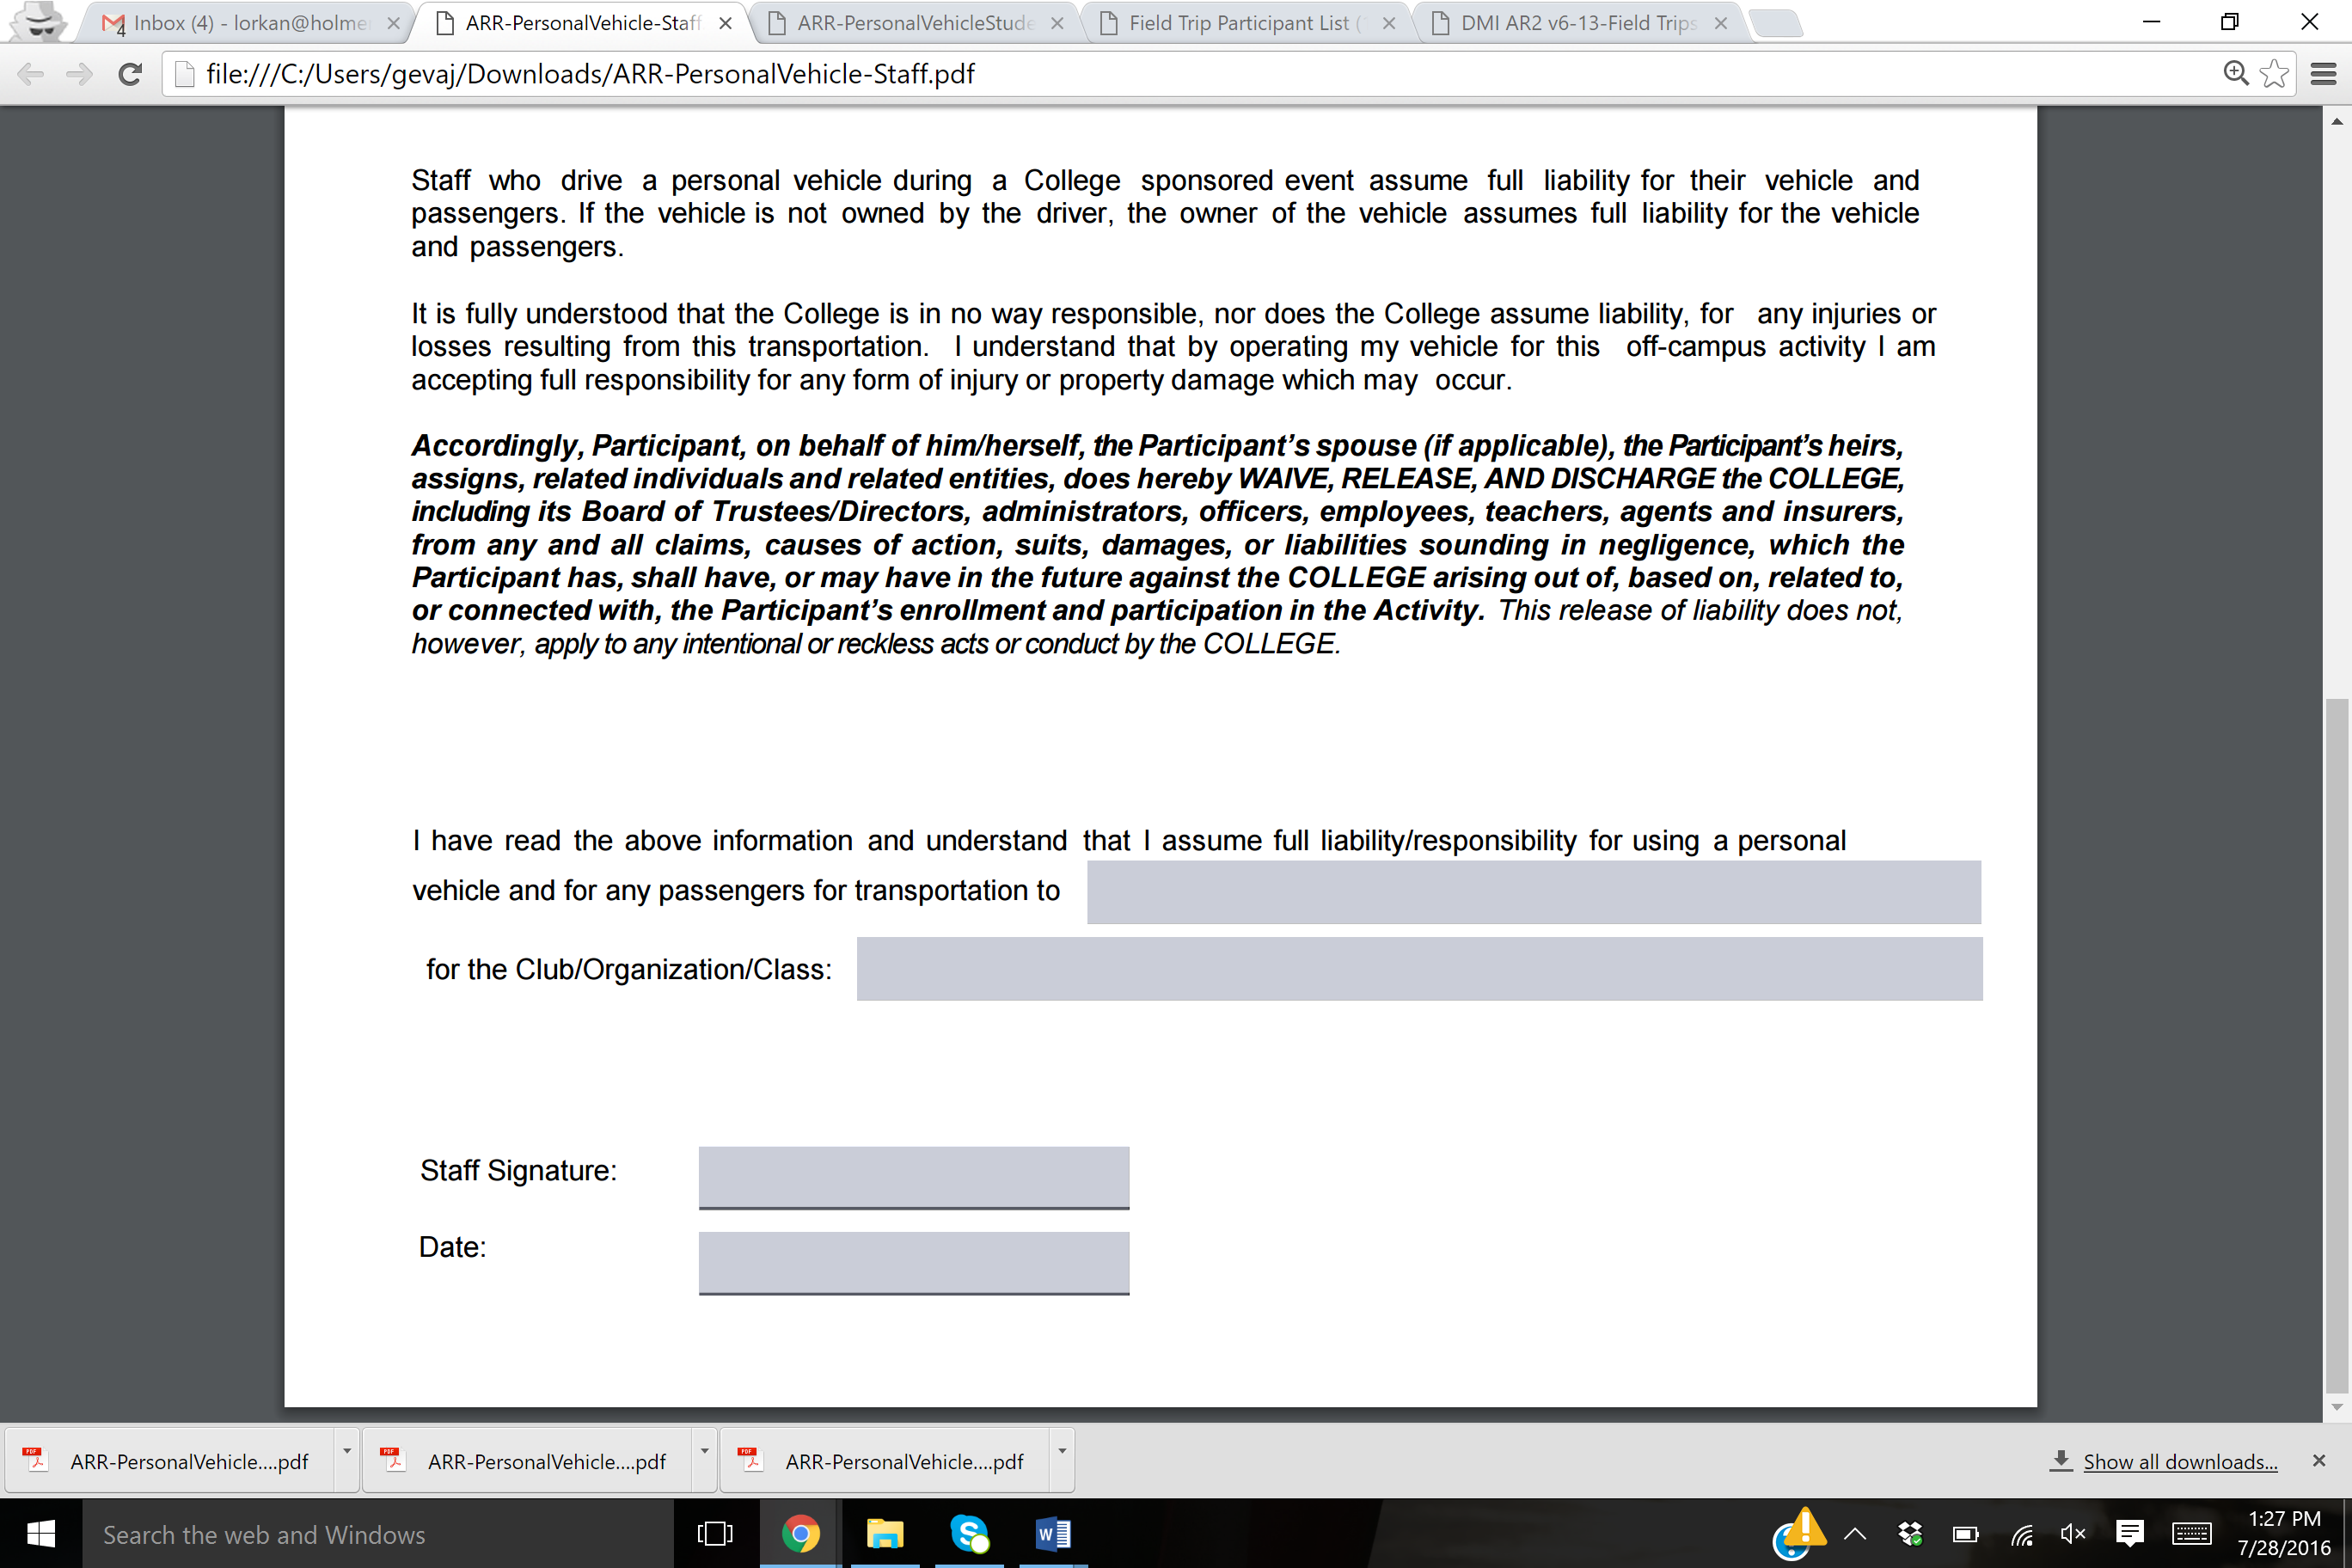 Inbox (4) - lorkan@holme
ARR-PersonalVehicle-Staff
ARR-PersonalVehicleStude
Field Trip Participant List (
DMI AR2 v6-13-Field Trips
file:///C:/Users/gevaj/Downloads/ARR-PersonalVehicle-Staff.pdf
Staff who drive a personal vehicle during a College sponsored event assume full liability for their vehicle and
passengers. If the vehicle is not owned by the driver, the owner of the vehicle assumes full liability for the vehicle
and passengers.
It is fully understood that the College is in no way responsible, nor does the College assume liability, for any injuries or
losses resulting from this transportation. I understand that by operating my vehicle for this off-campus activity I am
accepting full responsibility for any form of injury or property damage which may occur.
Accordingly, Participant, on behalf of him/herself, the Participant's spouse (if applicable), the Participant's heirs,
assigns, related individuals and related entities, does hereby WAIVE, RELEASE, AND DISCHARGE the COLLEGE,
including its Board of Trustees/Directors, administrators, officers, employees, teachers, agents and insurers,
from any and all claims, causes of action, suits, damages, or liabilities sounding in negligence, which the
Participant has, shall have, or may have in the future against the COLLEGE arising out of, based on, related to,
or connected with, the Participant's enrollment and participation in the Activity. This release of liability does not,
however, apply to any intentional or reckless acts or conduct by the COLLEGE.
I have read the above information and understand that I assume full liability/responsibility for using a personal
vehicle and for any passengers for transportation to
for the Club/Organization/Class:
Staff Signature:
Date:
ARR-PersonalVehicle....pdf
ARR-PersonalVehicle....pdf
ARR-PersonalVehicle....pdf
Show all downloads...
Search the web and Windows
1:27 PM
7/28/2016